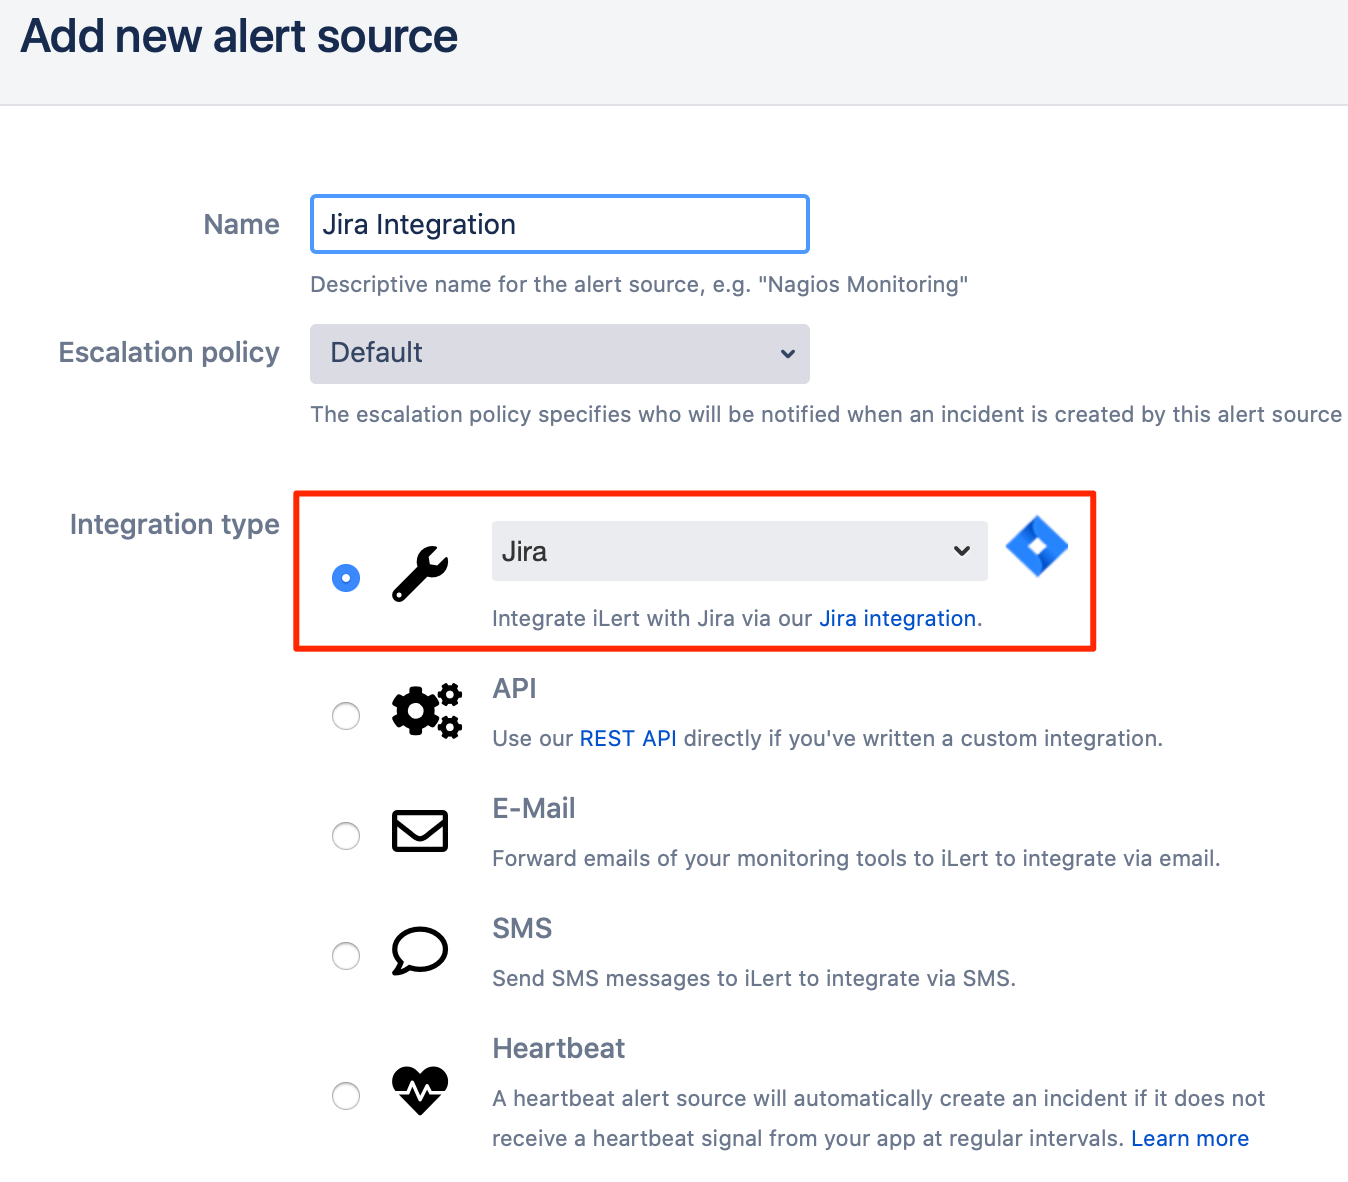 Add new alert source
Name
Jira Integration
Descriptive name for the alert source, e.g. "Nagios Monitoring"
Escalation policy
Default
The escalation policy specifies who will be notified when an incident is created by this alert source
Integration type
Jira
Integrate iLert with Jira via our Jira integration.
API
Use our REST API directly if you've written a custom integration.
E-Mail
Forward emails of your monitoring tools to iLert to integrate via email.
SMS
Send SMS messages to iLert to integrate via SMS.
Heartbeat
A heartbeat alert source will automatically create an incident if it does not
receive a heartbeat signal from your app at regular intervals. Learn more